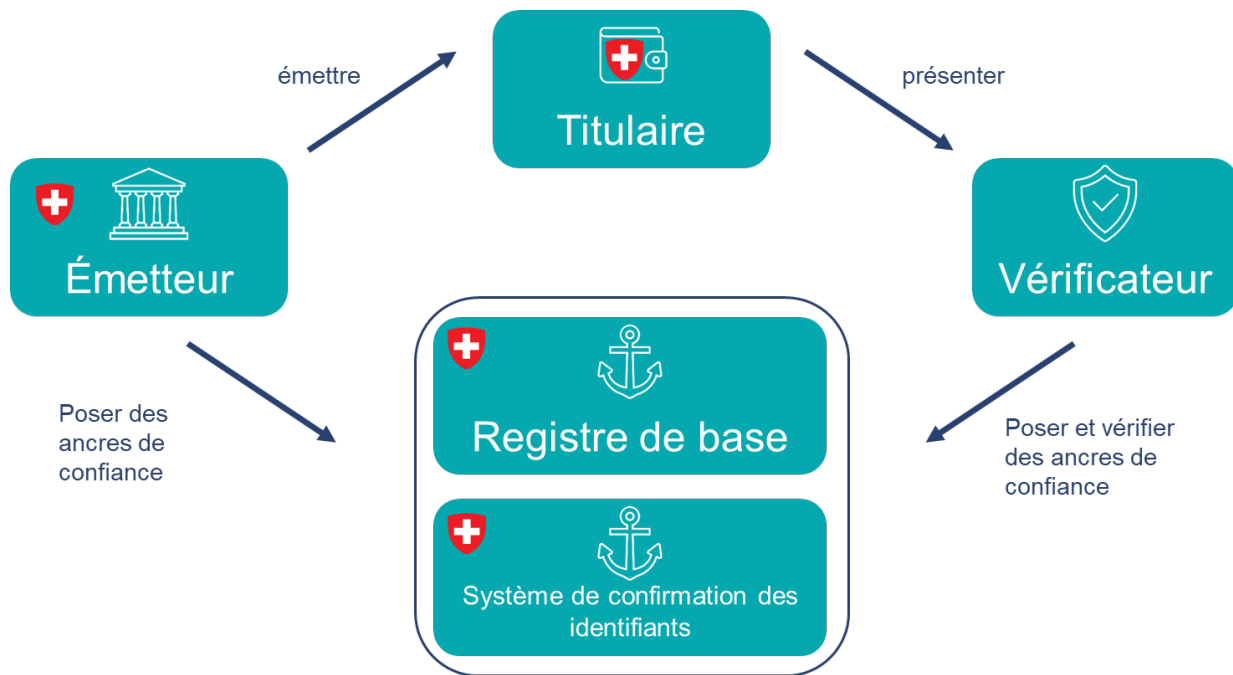 émettre
Titulaire
présenter
Émetteur
Vérificateur
Registre de base
Poser des
ancres de
confiance
Poser et vérifier
des ancres de
confiance
Système de confirmation des
identifiants